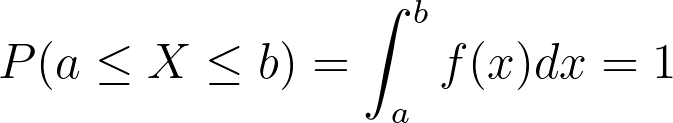 P(a ≤ X ≤ b) = ∫_a^b f(x)dx = 1